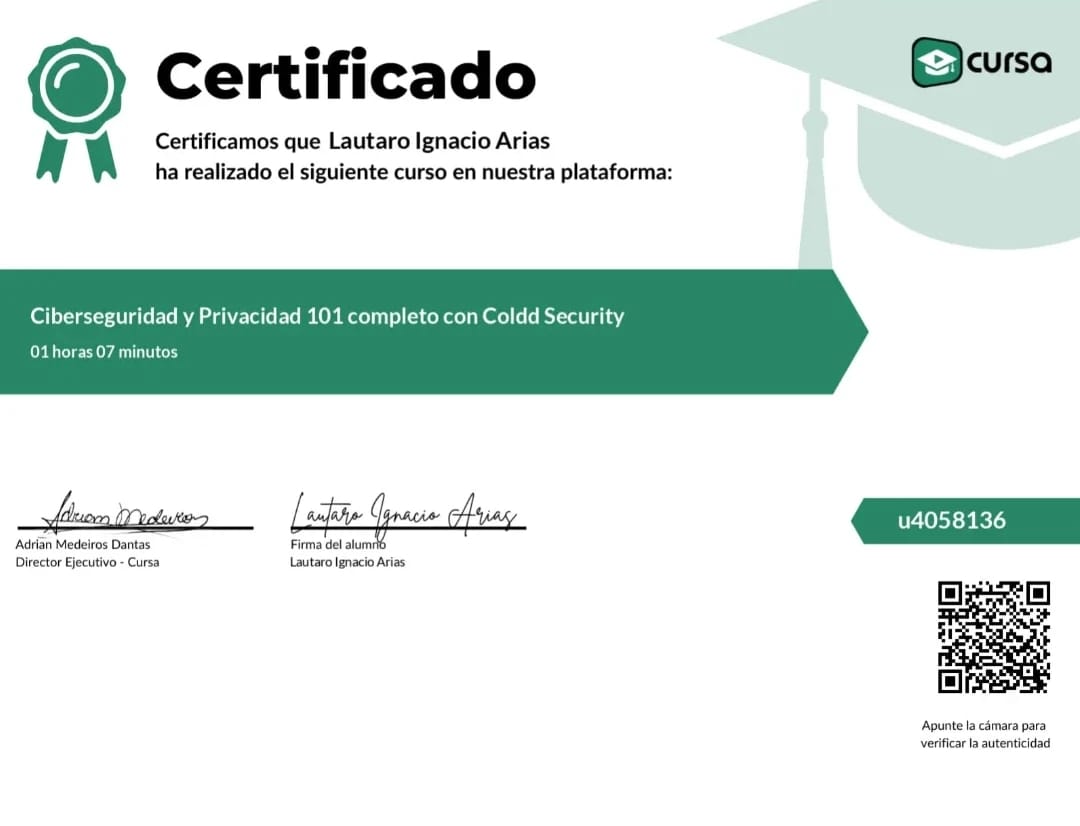 Certificado
cursa
Certificamos que Lautaro Ignacio Arias
ha realizado el siguiente curso en nuestra plataforma:
Ciberseguridad y Privacidad 101 completo con Coldd Security
01 horas 07 minutos
Adriam Medeiros
Lautaro Ignacio Arias
Adrian Medeiros Dantas
Firma del alumno
Director Ejecutivo - Cursa
Lautaro Ignacio Arias
u4058136
Apunte la cámara para
verificar la autenticidad